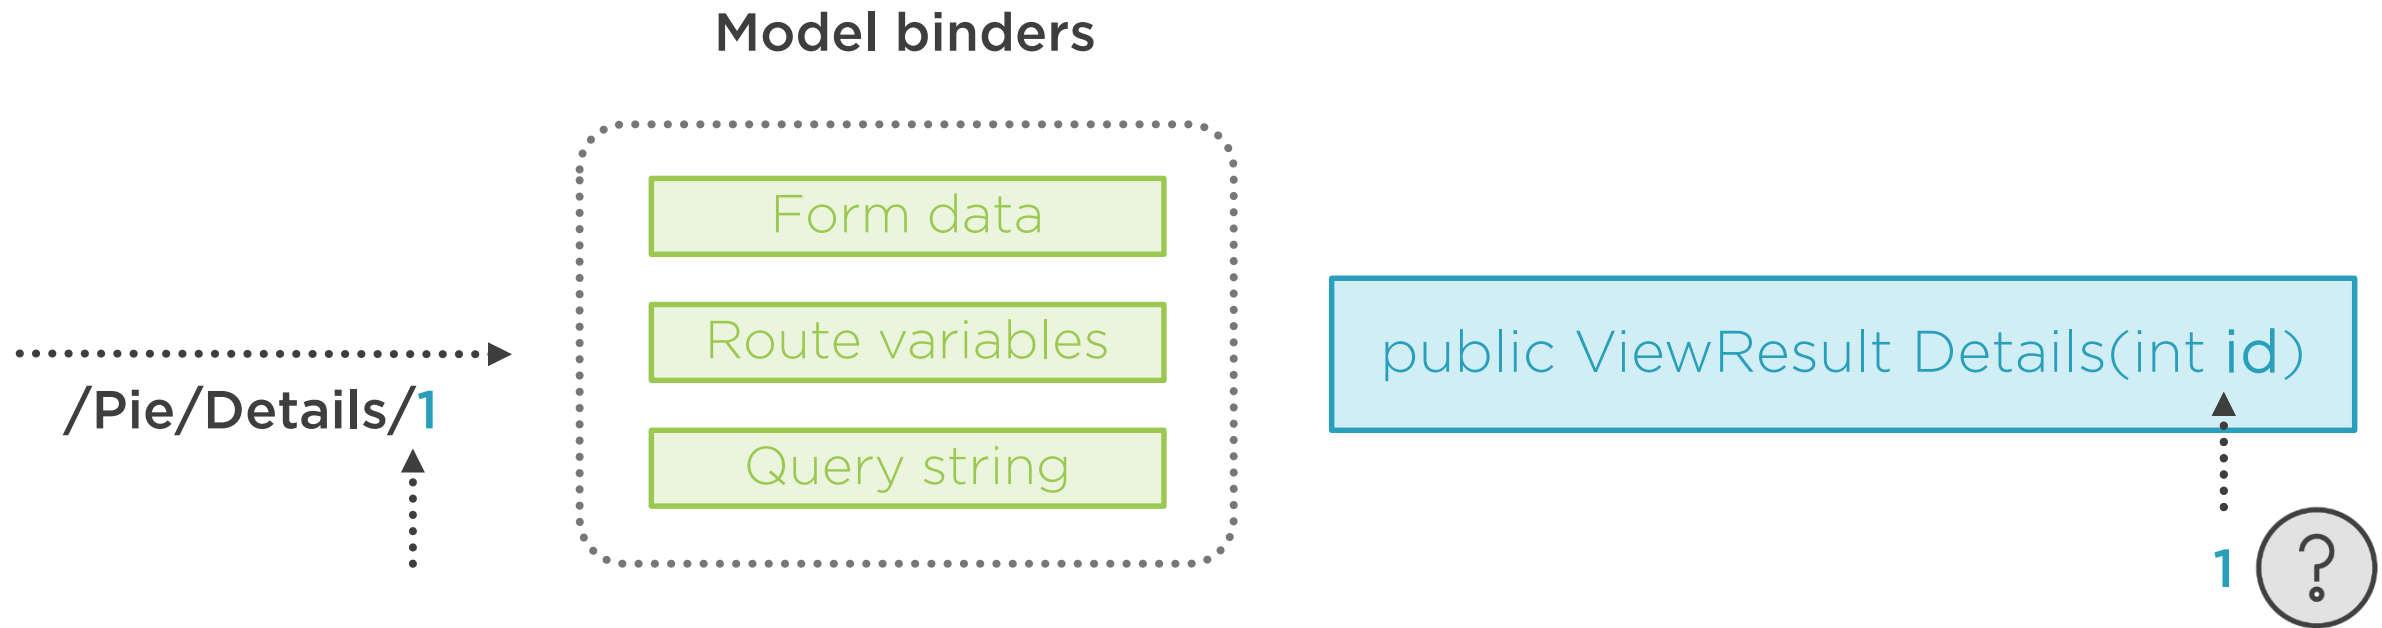 Model binders
Form data
Route variables
Query string
/Pie/Details/1
public ViewResult Details(int id)
1
?